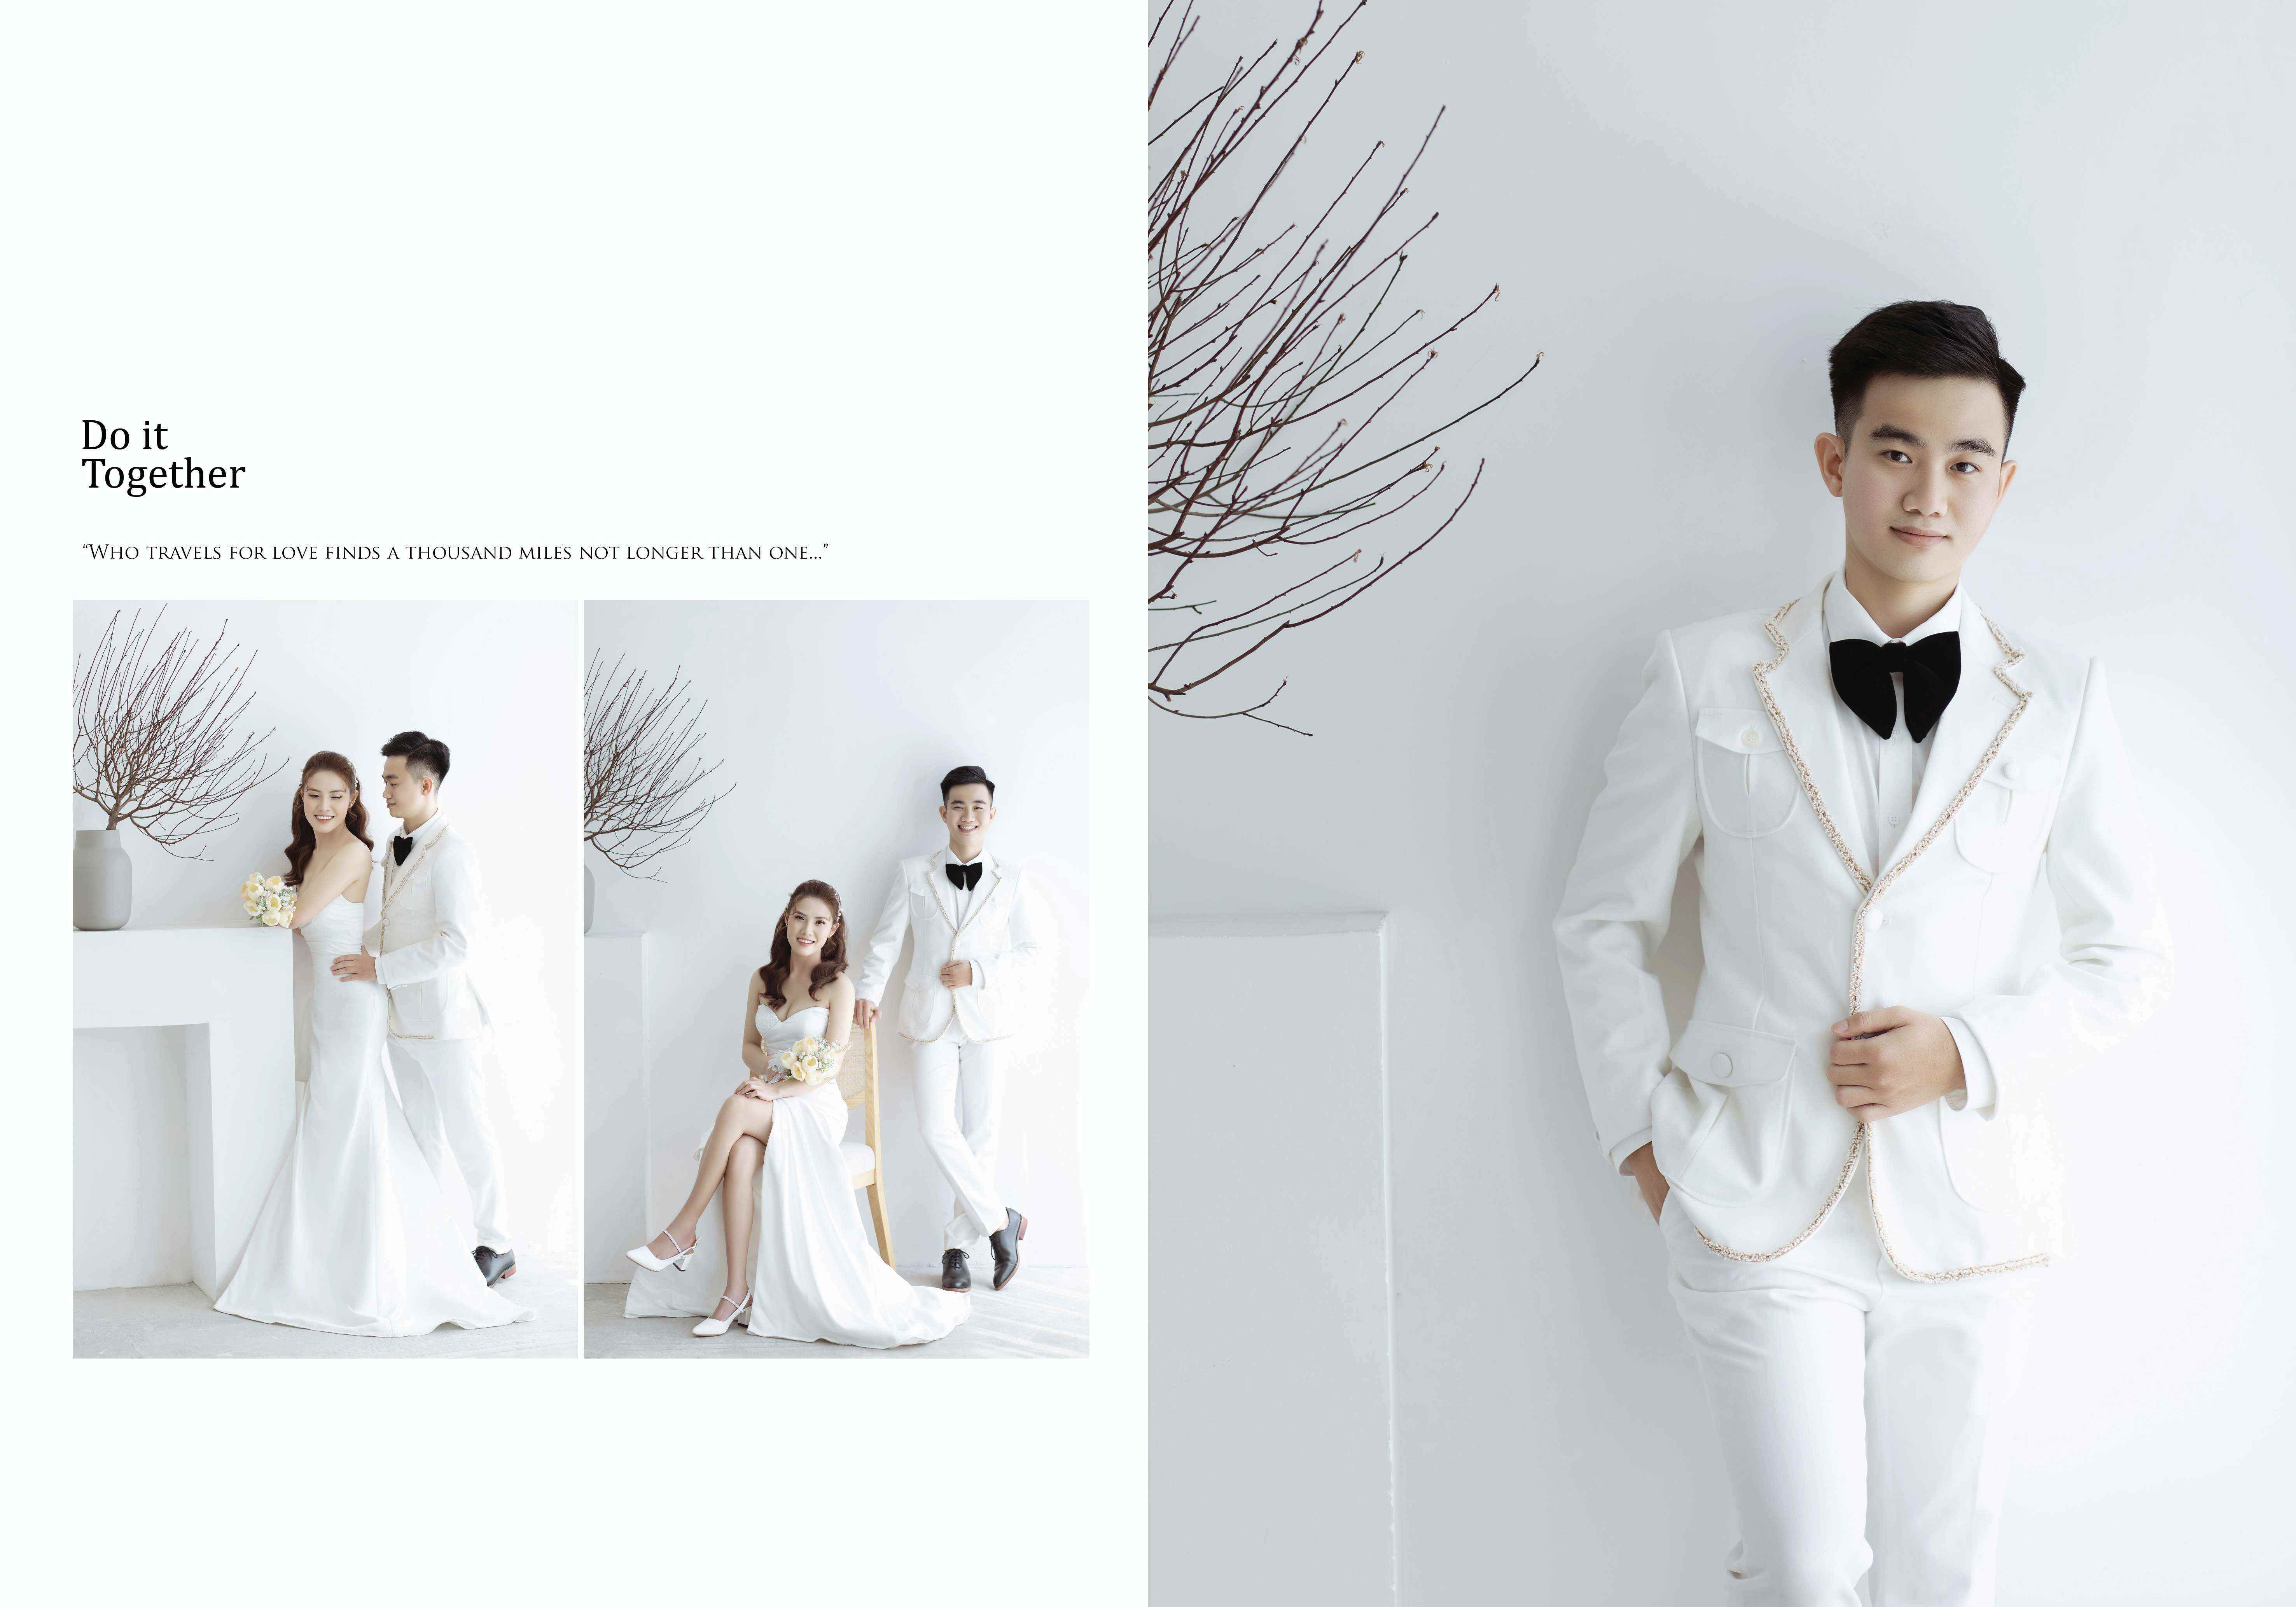 Do it
Together
“Who travels for love finds a thousand miles not longer than one...”